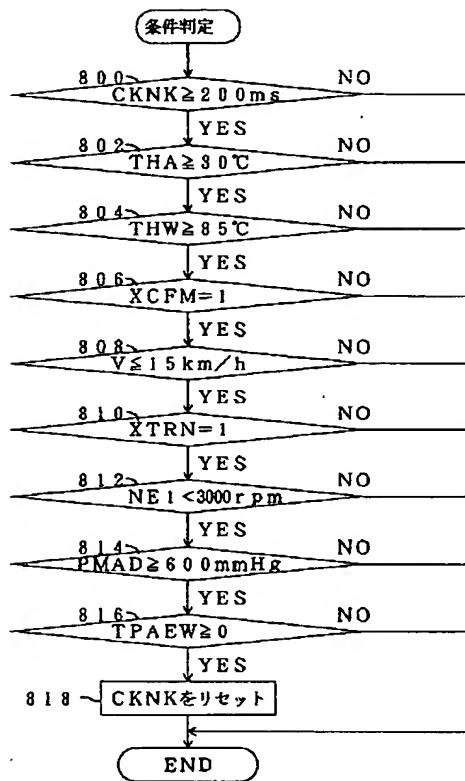 条件判定
800 NO
CKNK≧200ms
YES
802 NO
THA≧30℃
YES
804 NO
THW≧85℃
YES
806 NO
XCFM=1
YES
808 NO
V≦15km/h
YES
810 NO
XTRN=1
YES
812 NO
NE1<3000rpm
YES
814 NO
PMAD≧600mmHg
YES
816 NO
TPAEW≧0
YES
818 CKNKをリセット
END